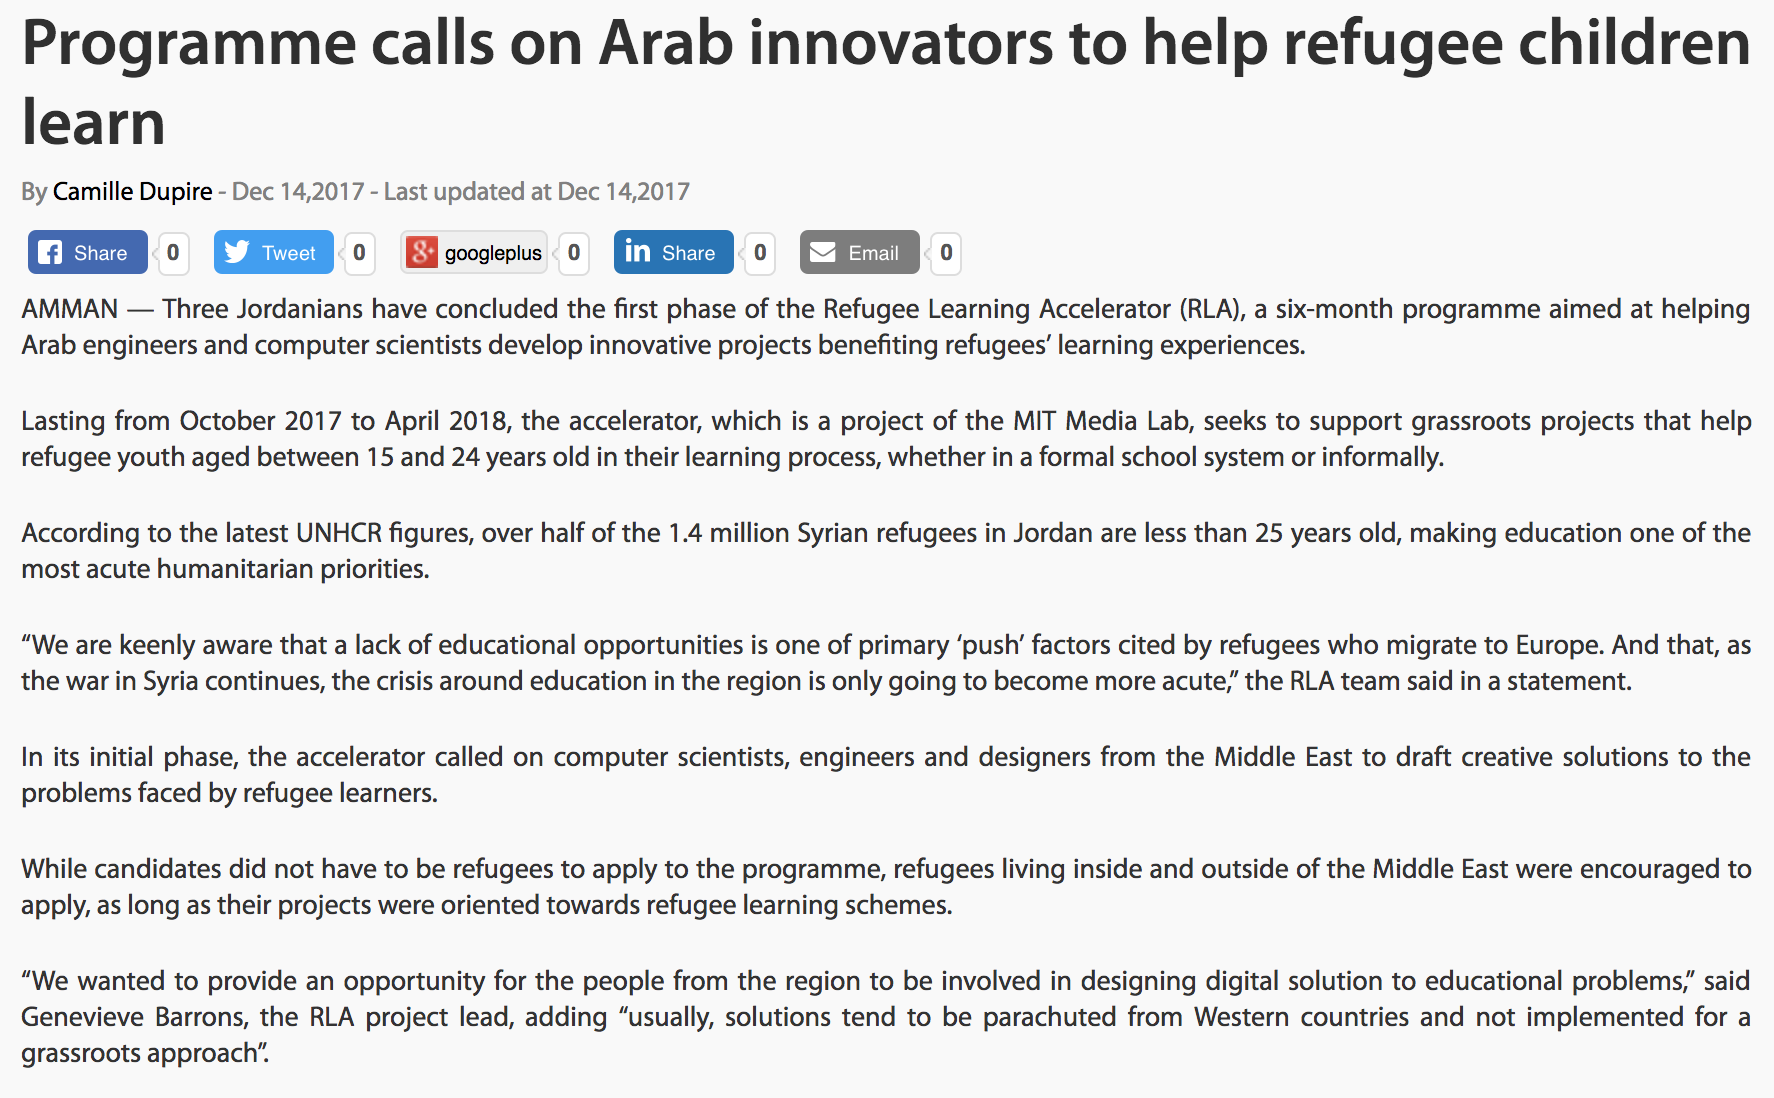 Programme calls on Arab innovators to help refugee children
learn
By Camille Dupire - Dec 14,2017 - Last updated at Dec 14,2017
Share 0 Tweet 0 googleplus 0 Share 0 Email 0
AMMAN — Three Jordanians have concluded the first phase of the Refugee Learning Accelerator (RLA), a six-month programme aimed at helping
Arab engineers and computer scientists develop innovative projects benefiting refugees’ learning experiences.
Lasting from October 2017 to April 2018, the accelerator, which is a project of the MIT Media Lab, seeks to support grassroots projects that help
refugee youth aged between 15 and 24 years old in their learning process, whether in a formal school system or informally.
According to the latest UNHCR figures, over half of the 1.4 million Syrian refugees in Jordan are less than 25 years old, making education one of the
most acute humanitarian priorities.
“We are keenly aware that a lack of educational opportunities is one of primary ‘push’ factors cited by refugees who migrate to Europe. And that, as
the war in Syria continues, the crisis around education in the region is only going to become more acute,” the RLA team said in a statement.
In its initial phase, the accelerator called on computer scientists, engineers and designers from the Middle East to draft creative solutions to the
problems faced by refugee learners.
While candidates did not have to be refugees to apply to the programme, refugees living inside and outside of the Middle East were encouraged to
apply, as long as their projects were oriented towards refugee learning schemes.
“We wanted to provide an opportunity for the people from the region to be involved in designing digital solution to educational problems,” said
Genevieve Barrons, the RLA project lead, adding “usually, solutions tend to be parachuted from Western countries and not implemented for a
grassroots approach”.